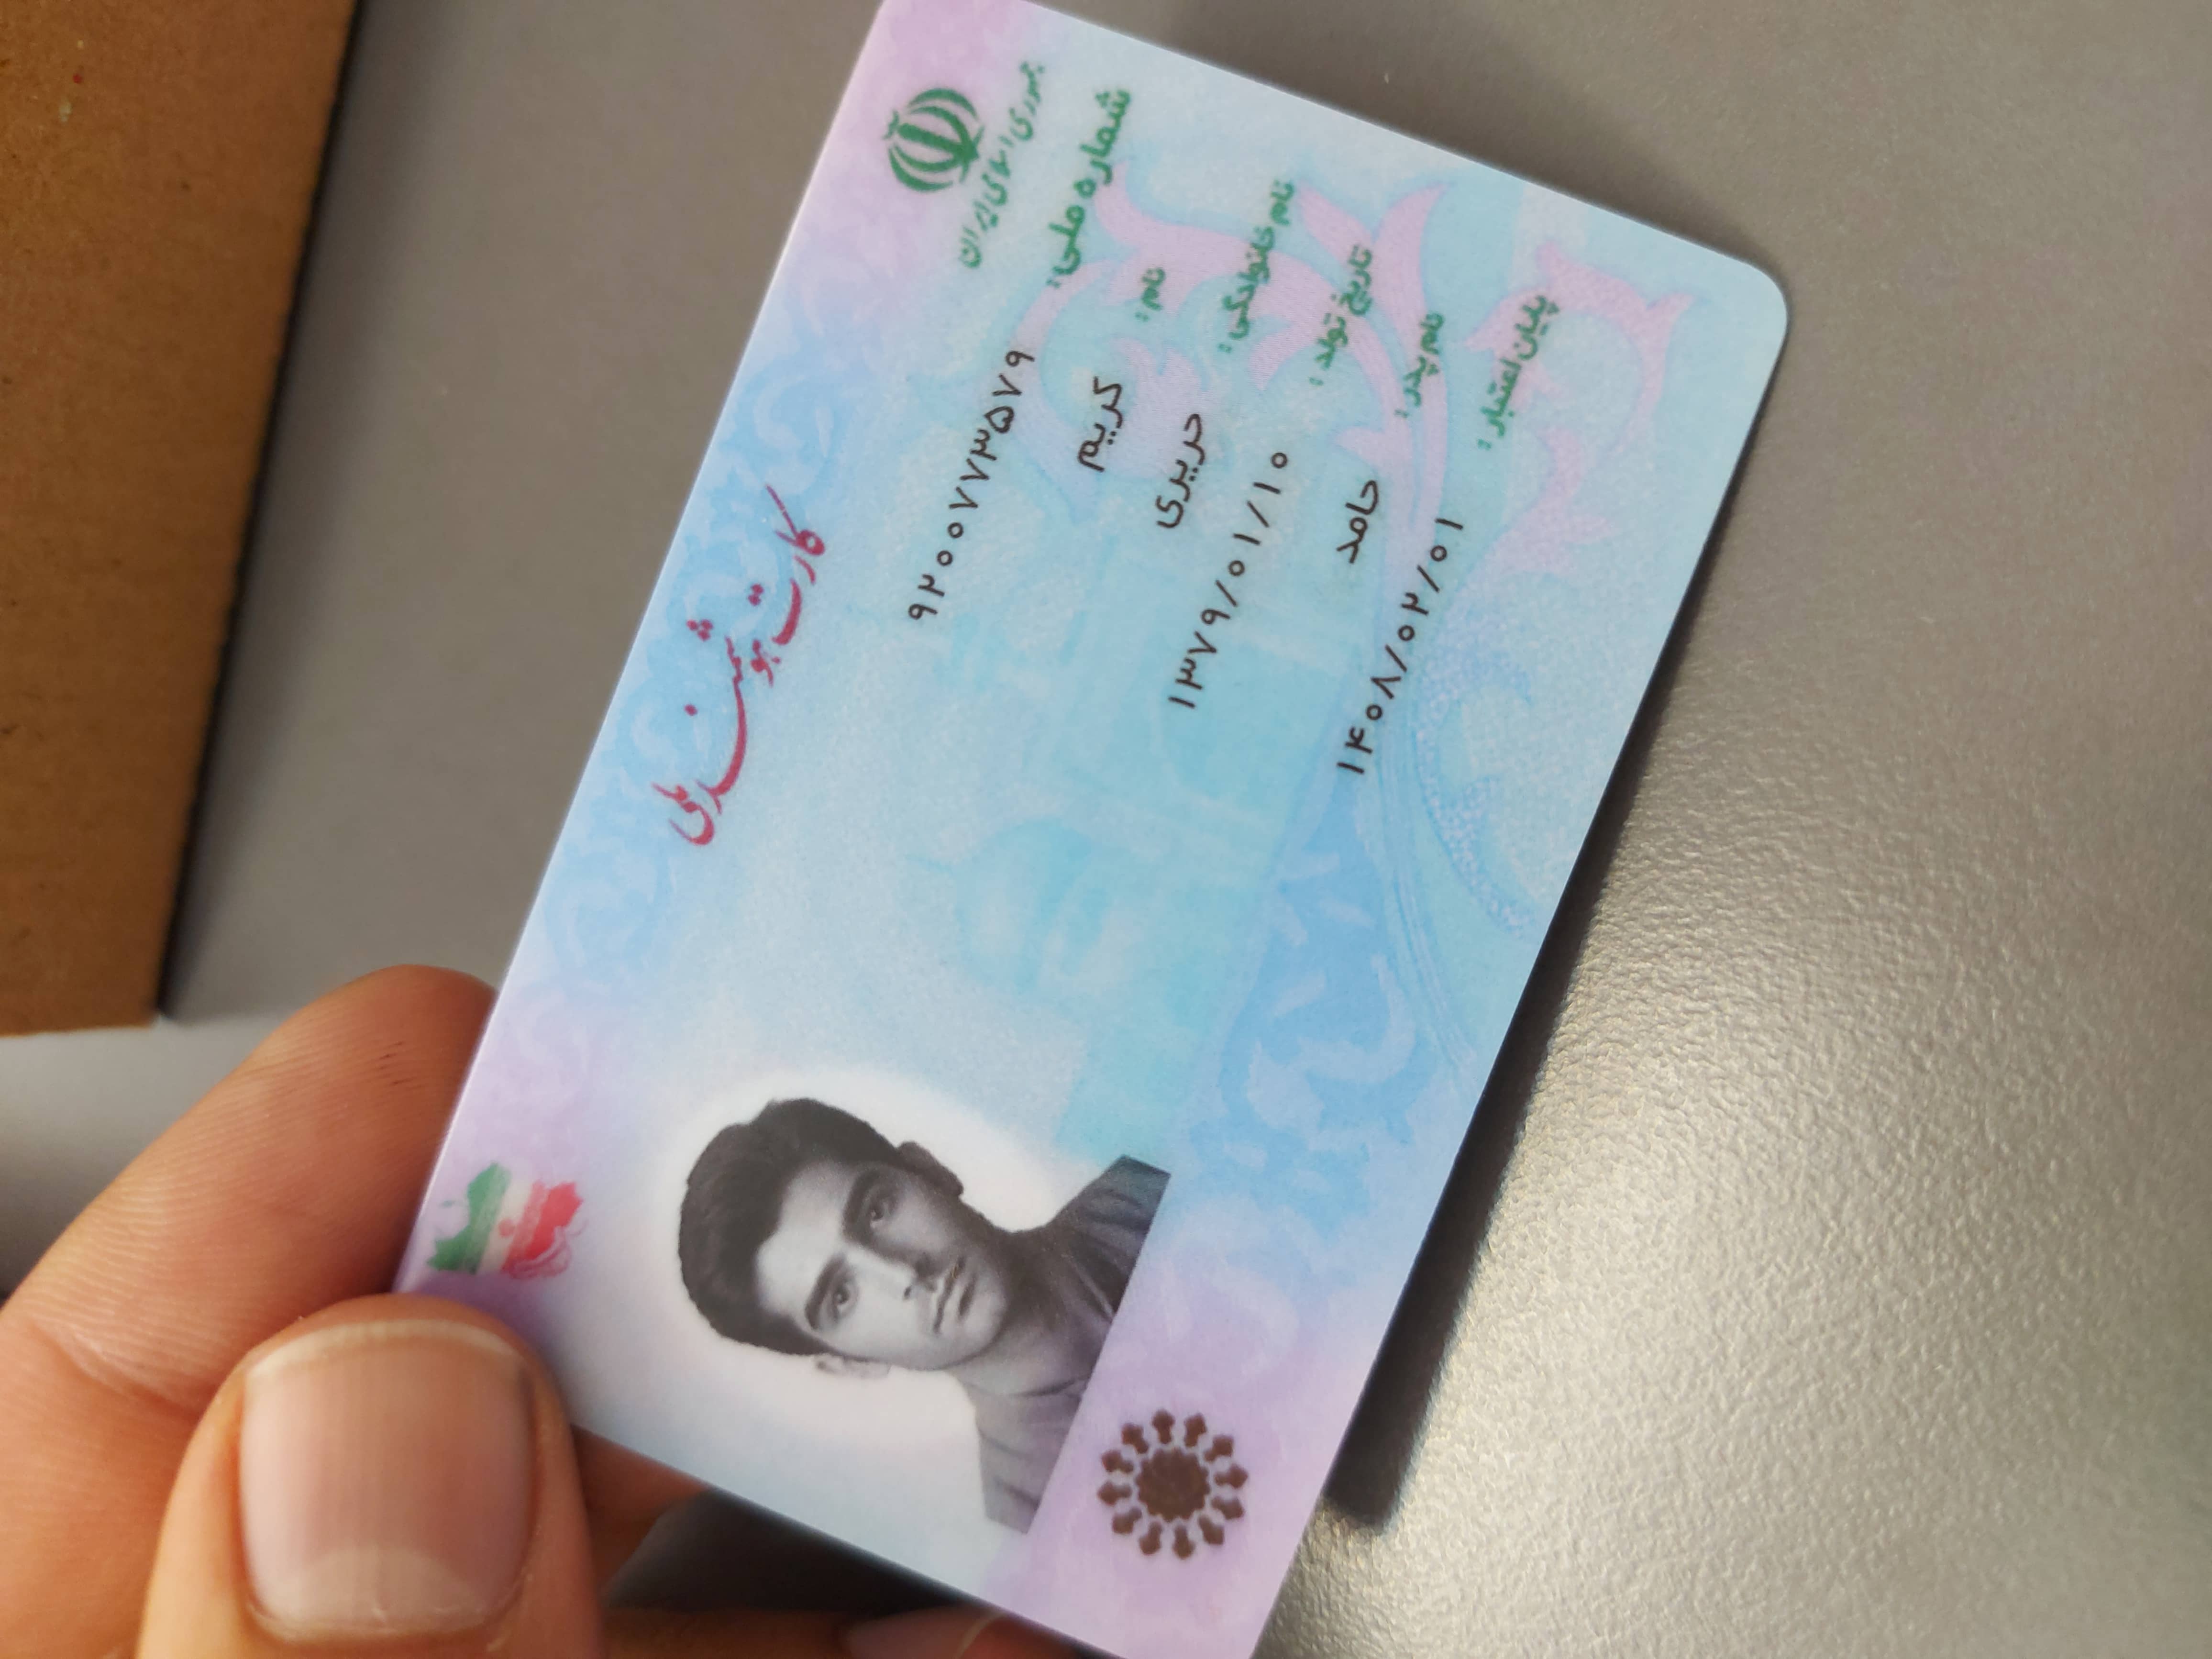 جمهوری اسلامی ایران
کارت هوشمند ملی
شماره ملی: ۹۲۰۰۷۷۳۵۷۹
نام: کریم
نام خانوادگی: حریری
تاریخ تولد: ۱۳۷۹/۰۱/۱۰
نام پدر: حامد
پایان اعتبار: ۱۴۰۸/۰۲/۰۱